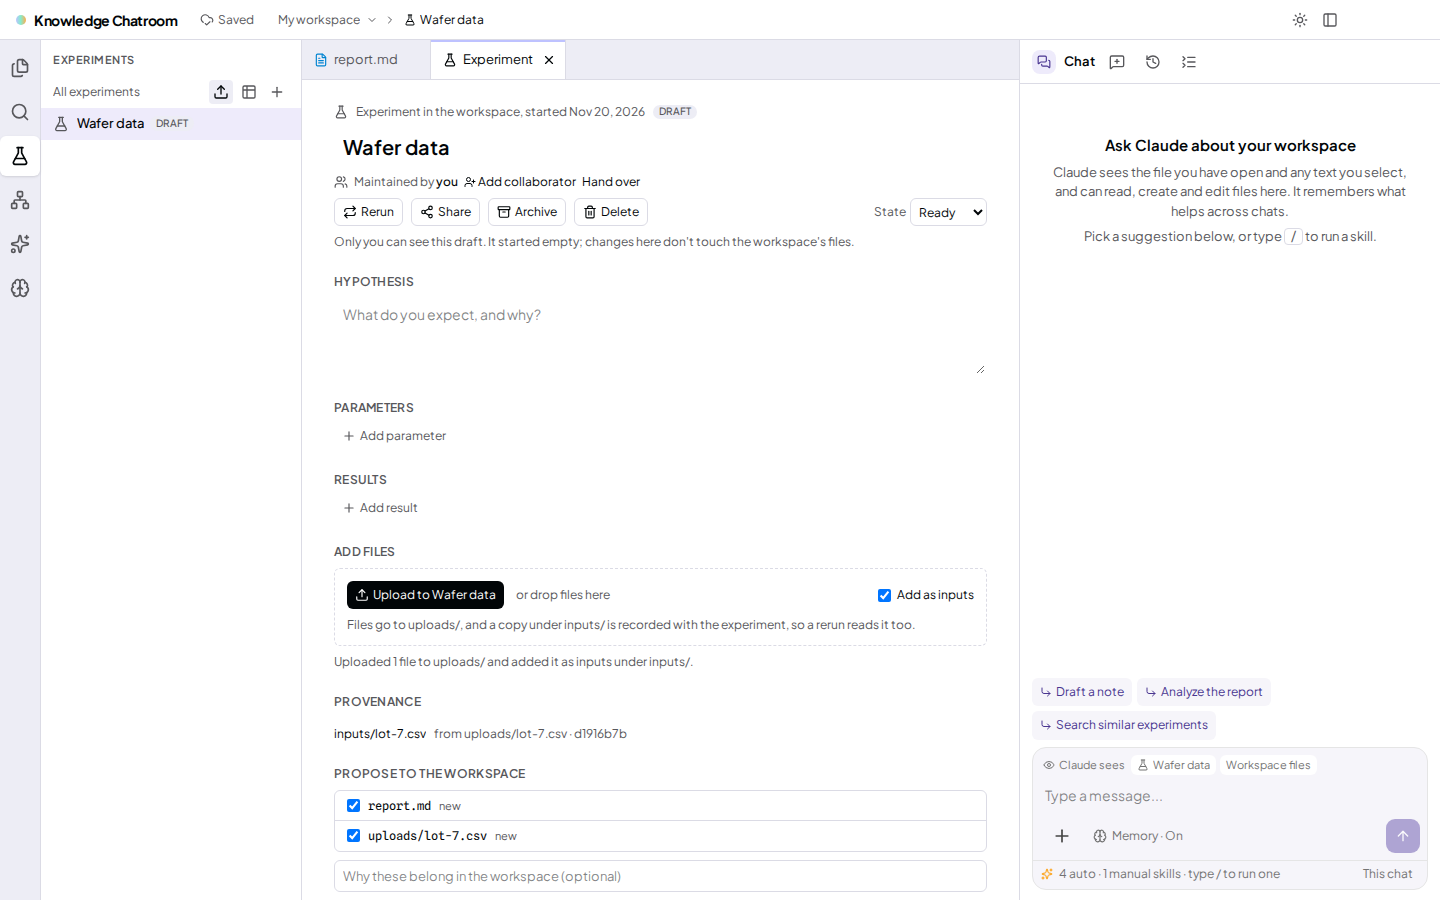 Knowledge Chatroom
Saved
My workspace
Wafer data
EXPERIMENTS
All experiments
Wafer data DRAFT
report.md
Experiment
Experiment in the workspace, started Nov 20, 2026 DRAFT
Wafer data
Maintained by you Add collaborator Hand over
Rerun Share Archive Delete
State Ready
Only you can see this draft. It started empty; changes here don't touch the workspace's files.
HYPOTHESIS
What do you expect, and why?
PARAMETERS
Add parameter
RESULTS
Add result
ADD FILES
Upload to Wafer data or drop files here
Add as inputs
Files go to uploads/, and a copy under inputs/ is recorded with the experiment, so a rerun reads it too.
Uploaded 1 file to uploads/ and added it as inputs under inputs/.
PROVENANCE
inputs/lot-7.csv from uploads/lot-7.csv · d1916b7b
PROPOSE TO THE WORKSPACE
report.md new
uploads/lot-7.csv new
Why these belong in the workspace (optional)
Chat
Ask Claude about your workspace
Claude sees the file you have open and any text you select,
and can read, create and edit files here. It remembers what
helps across chats.
Pick a suggestion below, or type / to run a skill.
Draft a note
Analyze the report
Search similar experiments
Claude sees Wafer data Workspace files
Type a message...
Memory · On
4 auto · 1 manual skills · type / to run one
This chat